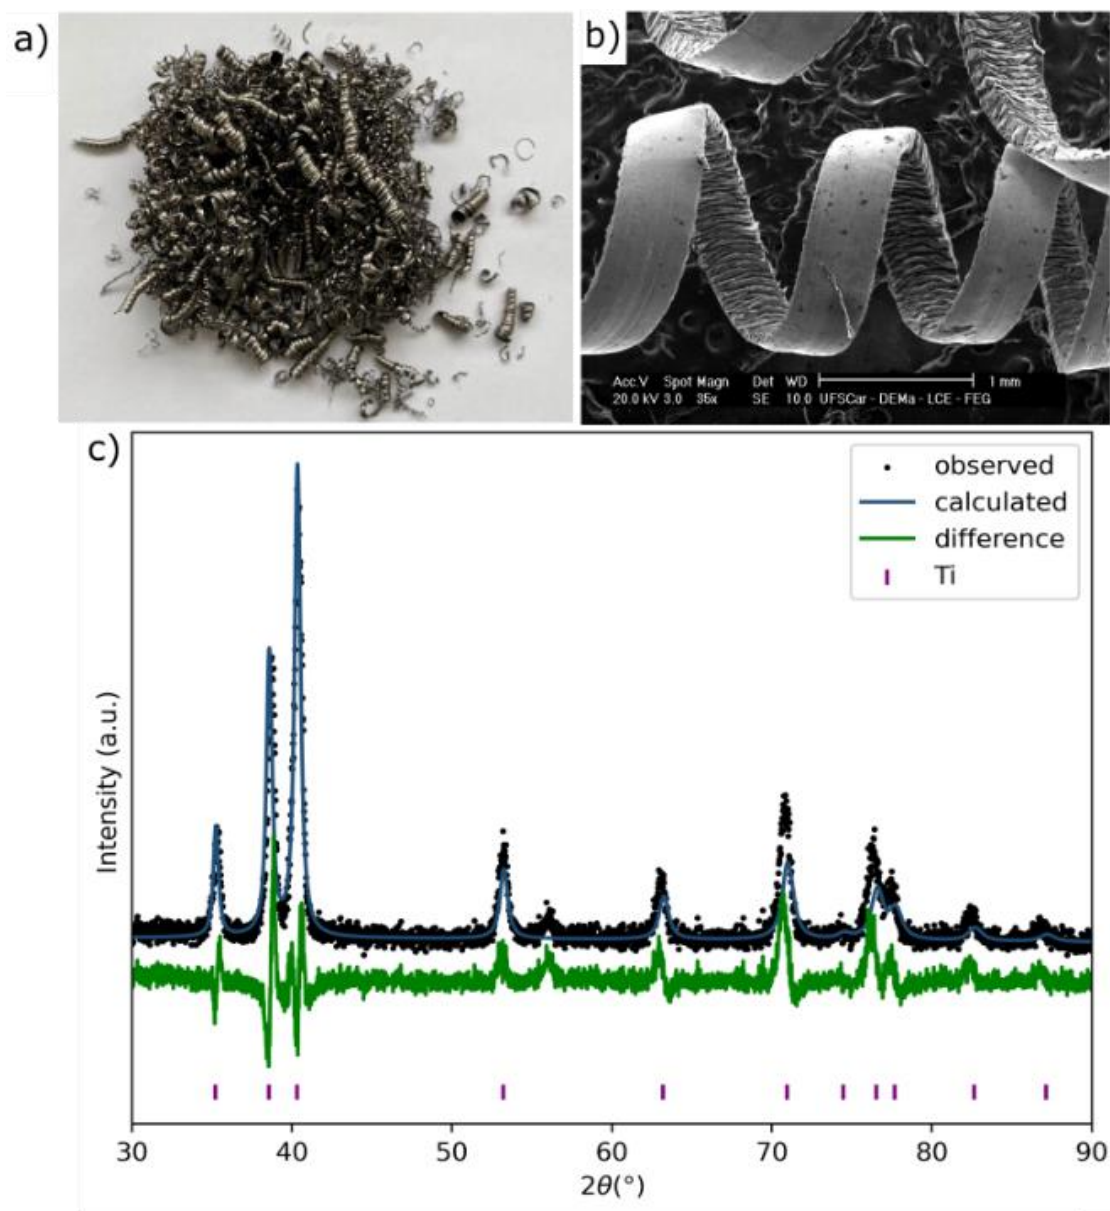 a)
b)
Acc.V Spot Magn Det WD 1 mm
20.0 kV 3.0 35x SE 10.0 UFSCar - DEMa - LCE - FEG
c)
observed
calculated
difference
Ti
Intensity (a.u.)
30 40 50 60 70 80 90
2θ(°)